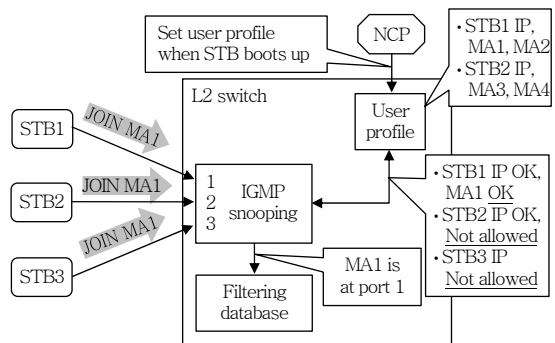 Set user profile
when STB boots up
NCP
• STB1 IP,
MA1, MA2
• STB2 IP,
MA3, MA4
L2 switch
User
profile
STB1
JOIN MA1
STB2
JOIN MA1
STB3
JOIN MA1
1
2
3
IGMP
snooping
• STB1 IP OK,
MA1 OK
• STB2 IP OK,
Not allowed
• STB3 IP
Not allowed
MA1 is
at port 1
Filtering
database